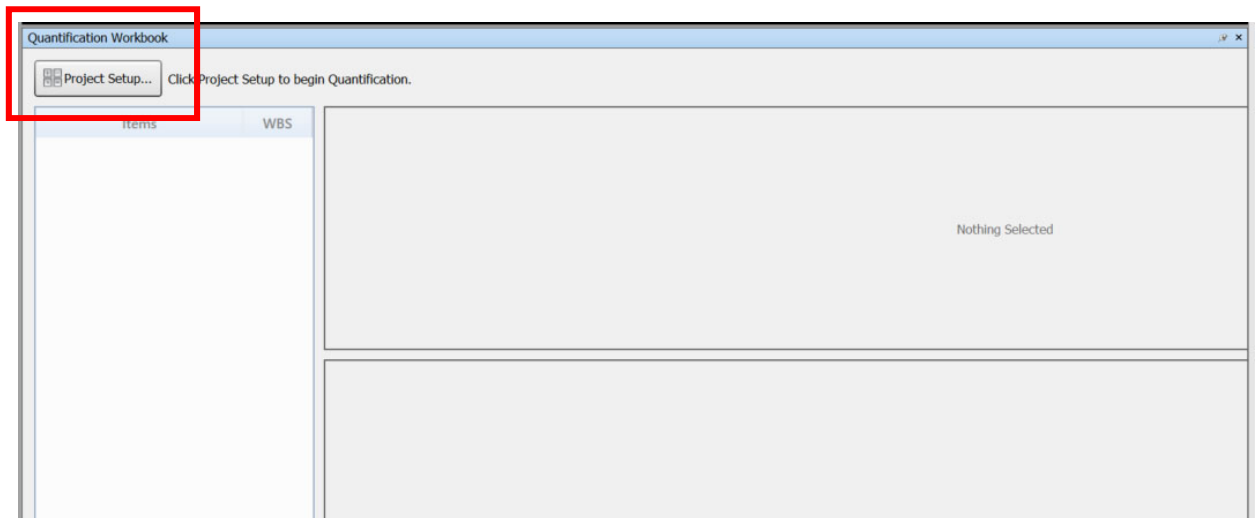 Quantification Workbook
Project Setup... Click Project Setup to begin Quantification.
Items WBS
Nothing Selected